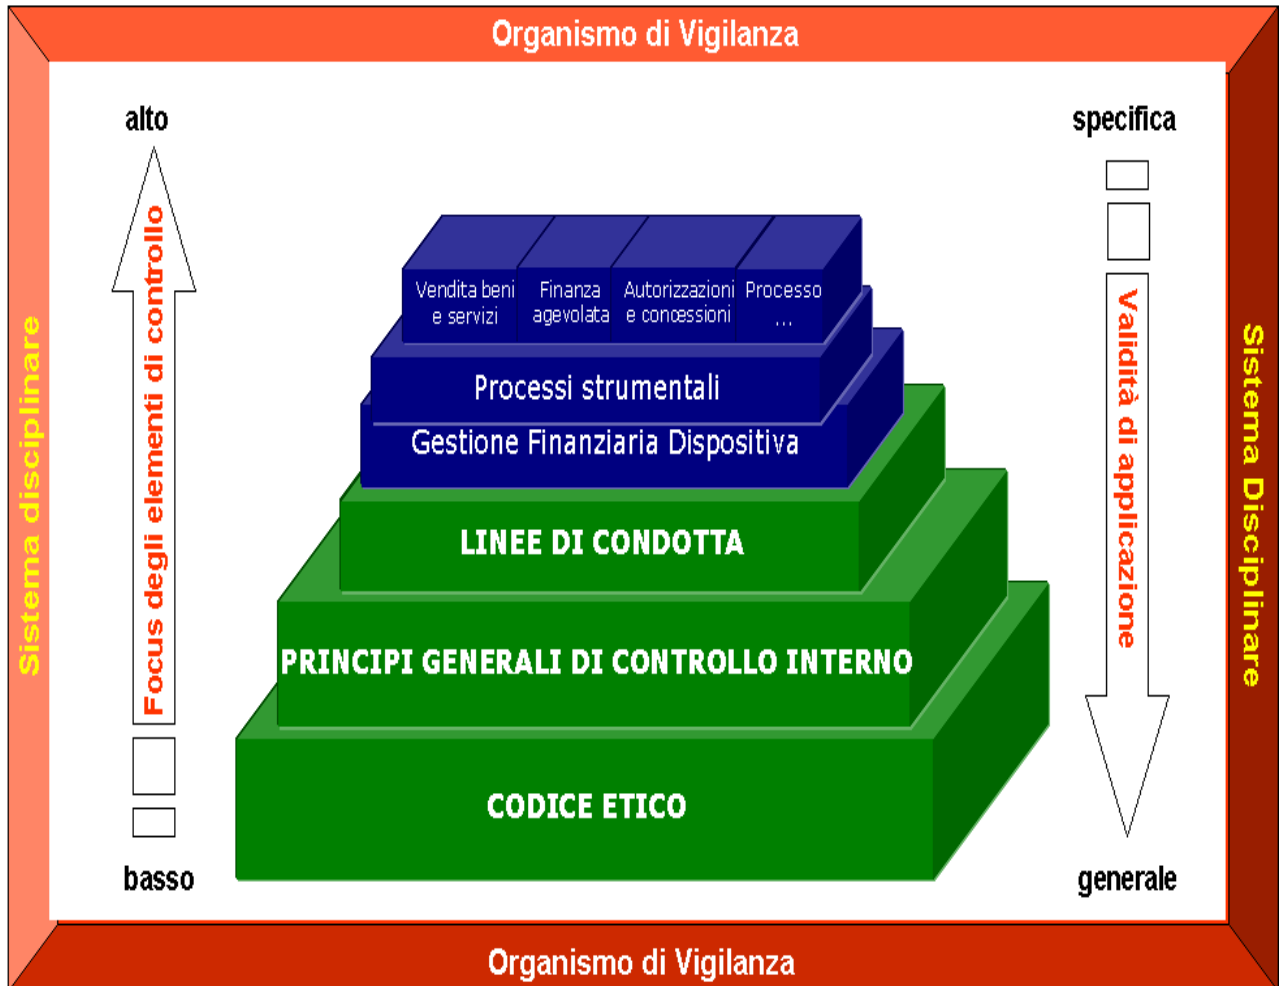 Organismo di Vigilanza
alto
specifica
Sistema disciplinare
Focus degli elementi di controllo
Vendita beni
e servizi
Finanza
agevolata
Autorizzazioni
e concessioni
Processo
...
Processi strumentali
Gestione Finanziaria Dispositiva
LINEE DI CONDOTTA
PRINCIPI GENERALI DI CONTROLLO INTERNO
CODICE ETICO
Validità di applicazione
Sistema Disciplinare
basso
generale
Organismo di Vigilanza